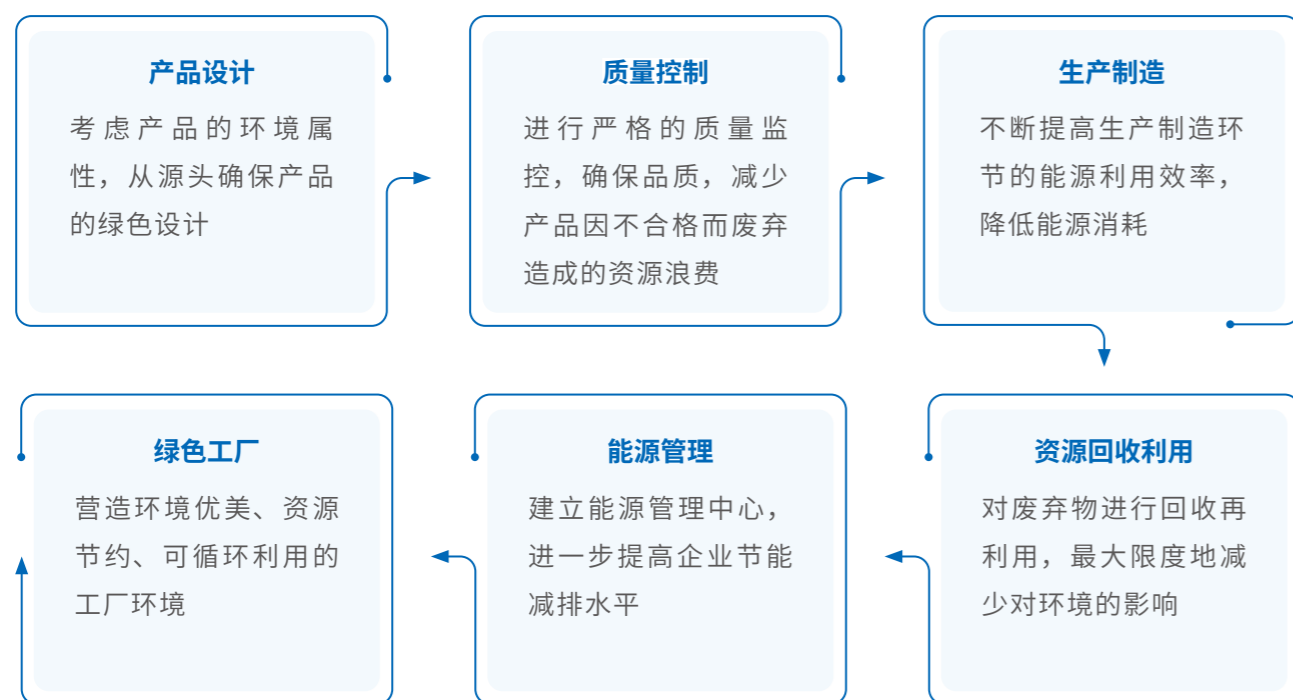 产品设计
考虑产品的环境属
性，从源头确保产品
的绿色设计
质量控制
进行严格的质量监
控，确保品质，减少
产品因不合格而废弃
造成的资源浪费
生产制造
不断提高生产制造环
节的能源利用效率，
降低能源消耗
资源回收利用
对废弃物进行回收再
利用，最大限度地减
少对环境的影响
能源管理
建立能源管理中心，
进一步提高企业节能
减排水平
绿色工厂
营造环境优美、资源
节约、可循环利用的
工厂环境